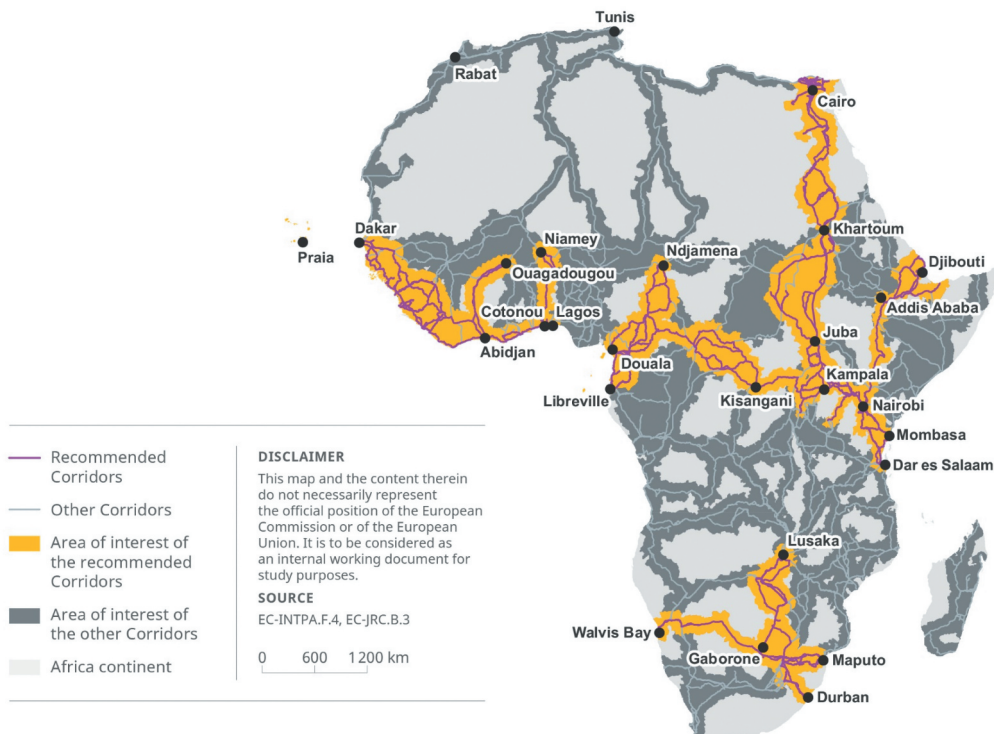 Tunis
Rabat
Cairo
Dakar
Praia
Niamey
Ndjamena
Khartoum
Ouagadougou
Djibouti
Cotonou
Lagos
Addis Ababa
Abidjan
Juba
Douala
Kampala
Libreville
Kisangani
Nairobi
Mombasa
Dar es Salaam
Lusaka
Walvis Bay
Gaborone
Maputo
Durban
Recommended
Corridors
Other Corridors
Area of interest of
the recommended
Corridors
Area of interest of
the other Corridors
Africa continent
DISCLAIMER
This map and the content therein
do not necessarily represent
the official position of the European
Commission or of the European
Union. It is to be considered as
an internal working document for
study purposes.
SOURCE
EC-INTPA.F.4, EC-JRC.B.3
0 600 1200 km